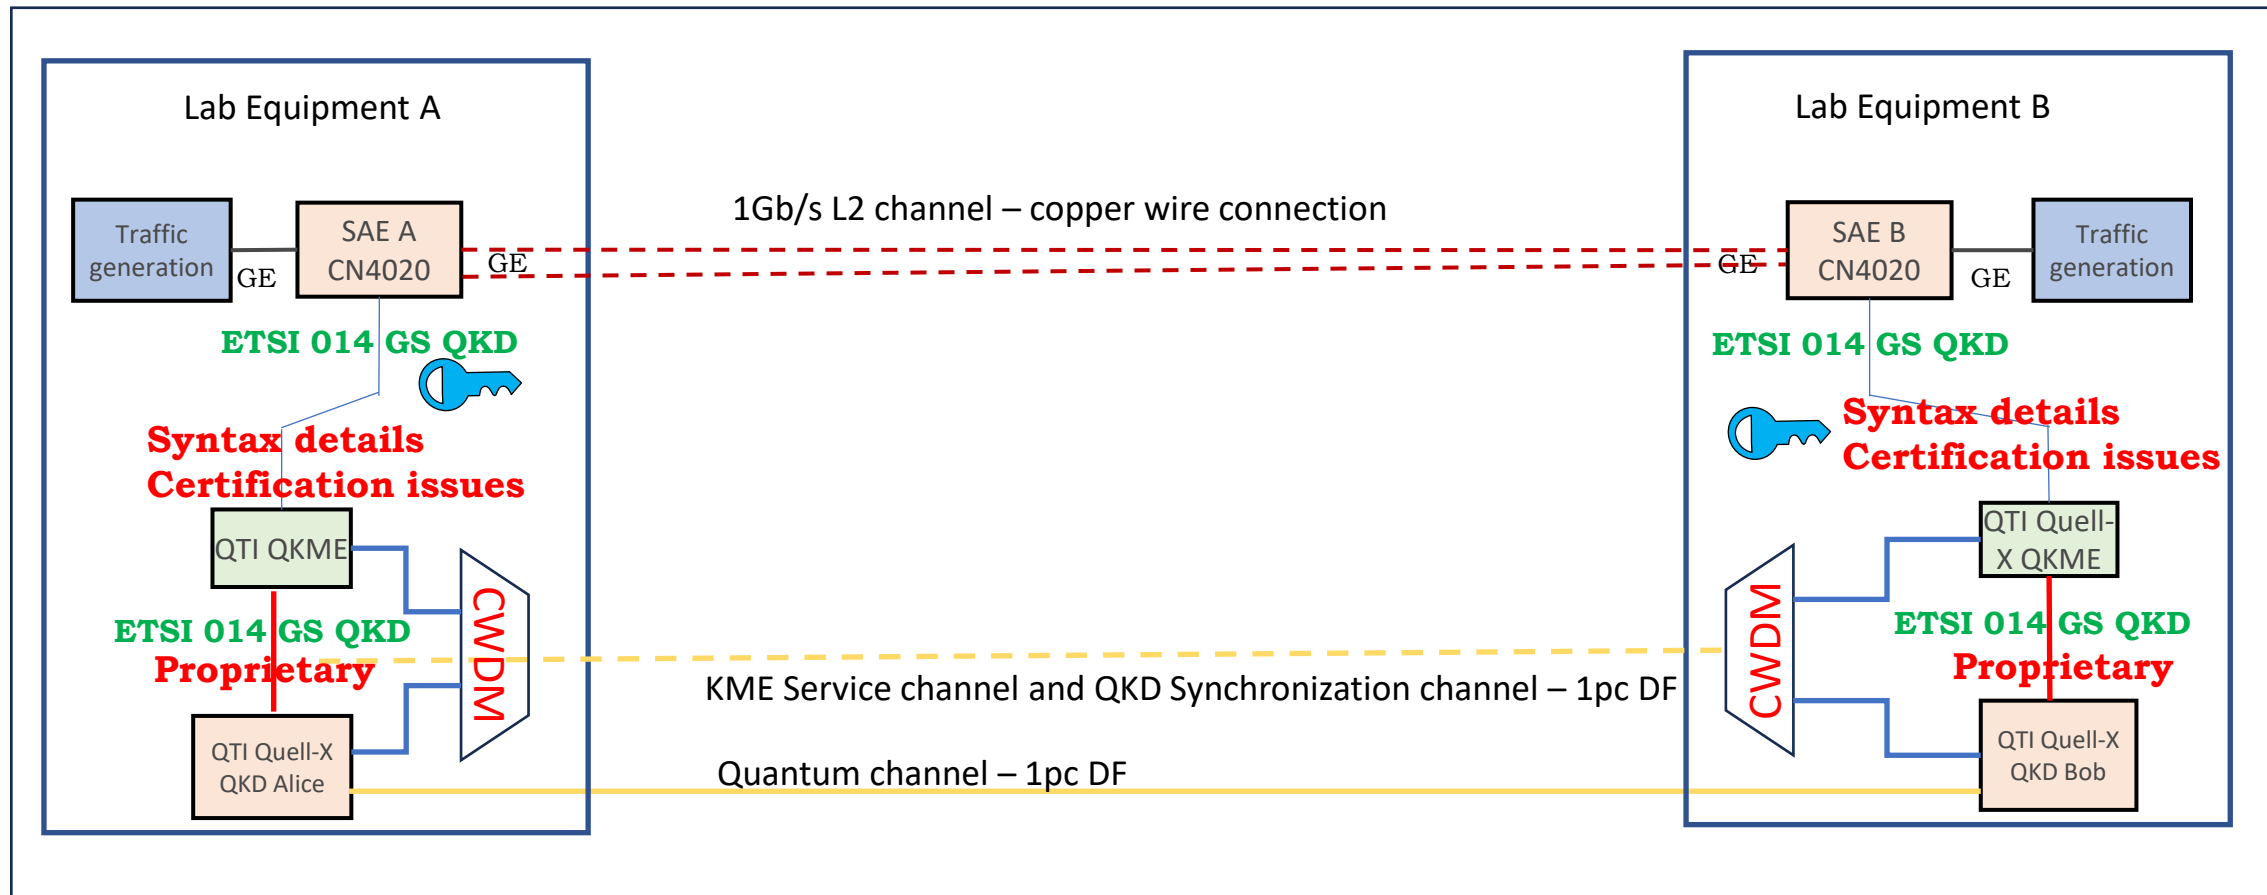 Lab Equipment A
Traffic
generation
GE
SAE A
CN4020
GE
ETSI 014 GS QKD
Syntax details
Certification issues
QTI QKME
ETSI 014 GS QKD
Proprietary
CWDM
QTI Quell-X
QKD Alice
1Gb/s L2 channel – copper wire connection
KME Service channel and QKD Synchronization channel – 1pc DF
Quantum channel – 1pc DF
Lab Equipment B
GE
SAE B
CN4020
GE
Traffic
generation
ETSI 014 GS QKD
Syntax details
Certification issues
QTI Quell-
X QKME
CWDM
ETSI 014 GS QKD
Proprietary
QTI Quell-X
QKD Bob